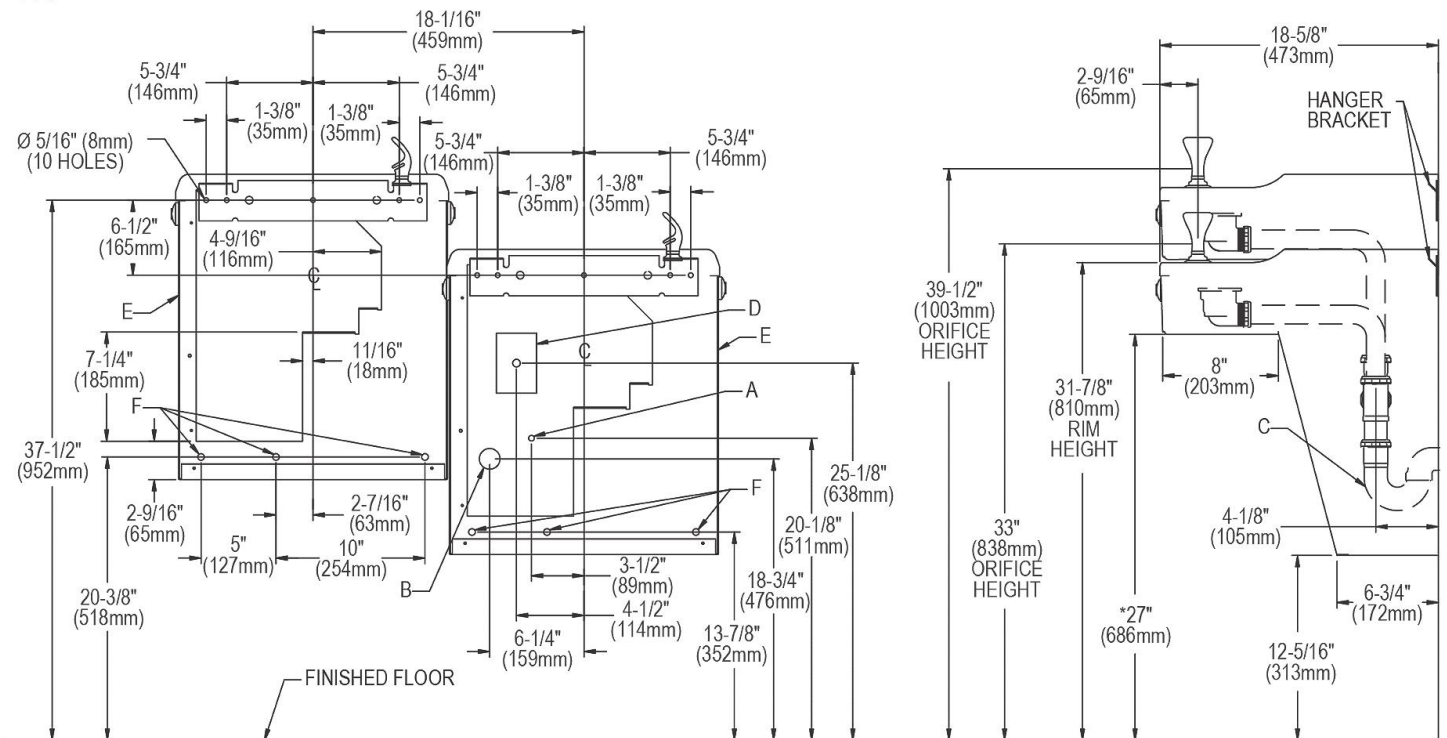 18-1/16"
(459mm)
5-3/4"
(146mm)
5-3/4"
(146mm)
1-3/8"
(35mm)
1-3/8"
(35mm)
Ø 5/16" (8mm)
(10 HOLES)
5-3/4"
(146mm)
5-3/4"
(146mm)
1-3/8"
(35mm)
1-3/8"
(35mm)
6-1/2"
(165mm)
4-9/16"
(116mm)
C
L
E
D
C
L
E
7-1/4"
(185mm)
11/16"
(18mm)
A
F
37-1/2"
(952mm)
25-1/8"
(638mm)
F
2-9/16"
(65mm)
2-7/16"
(63mm)
20-1/8"
(511mm)
5"
(127mm)
10"
(254mm)
3-1/2"
(89mm)
18-3/4"
(476mm)
B
20-3/8"
(518mm)
4-1/2"
(114mm)
6-1/4"
(159mm)
13-7/8"
(352mm)
FINISHED FLOOR
18-5/8"
(473mm)
2-9/16"
(65mm)
HANGER
BRACKET
39-1/2"
(1003mm)
ORIFICE
HEIGHT
8"
(203mm)
31-7/8"
(810mm)
RIM
HEIGHT
C
4-1/8"
(105mm)
33"
(838mm)
ORIFICE
HEIGHT
6-3/4"
(172mm)
*27"
(686mm)
12-5/16"
(313mm)